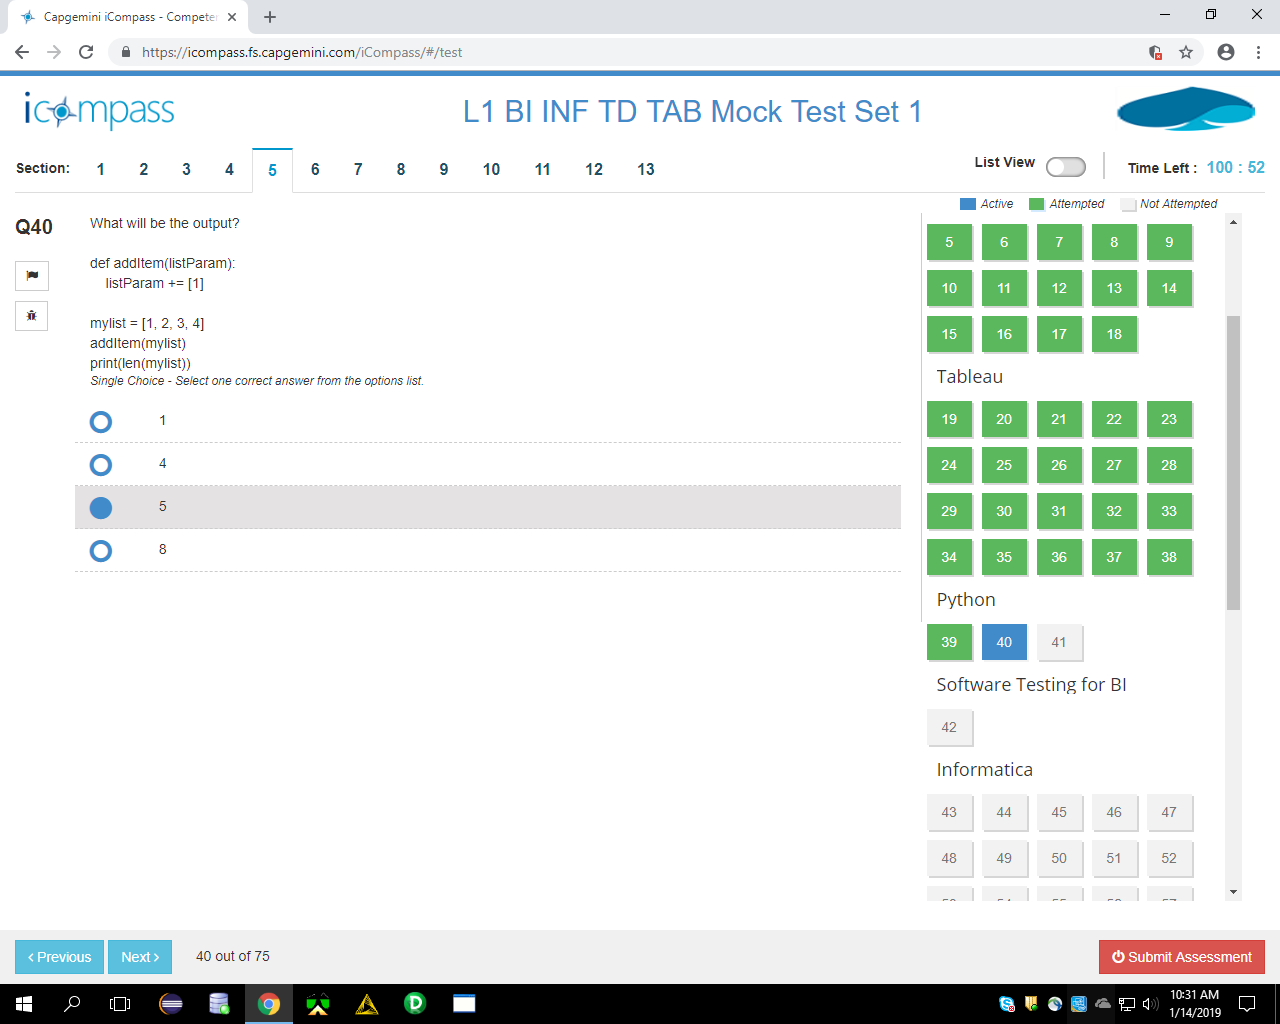 Capgemini iCompass - Competen
https://icompass.fs.capgemini.com/iCompass/#/test
icompass
L1 BI INF TD TAB Mock Test Set 1
Section: 1 2 3 4 5 6 7 8 9 10 11 12 13
List View
Time Left : 100 : 52
Active Attempted Not Attempted
Q40
What will be the output?
def addItem(listParam):
listParam += [1]
mylist = [1, 2, 3, 4]
addItem(mylist)
print(len(mylist))
Single Choice - Select one correct answer from the options list.
1
4
5
8
5 6 7 8 9
10 11 12 13 14
15 16 17 18
Tableau
19 20 21 22 23
24 25 26 27 28
29 30 31 32 33
34 35 36 37 38
Python
39 40 41
Software Testing for BI
42
Informatica
43 44 45 46 47
48 49 50 51 52
‹ Previous
Next ›
40 out of 75
Submit Assessment
10:31 AM
1/14/2019